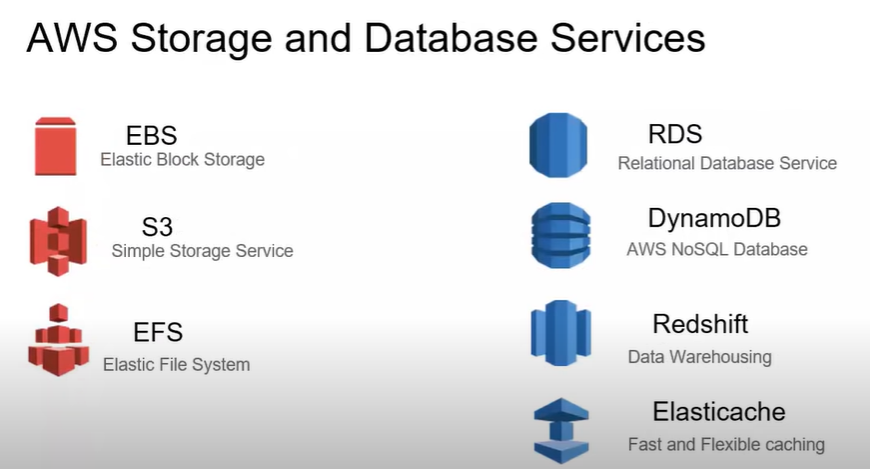 AWS Storage and Database Services
EBS
Elastic Block Storage
S3
Simple Storage Service
EFS
Elastic File System
RDS
Relational Database Service
DynamoDB
AWS NoSQL Database
Redshift
Data Warehousing
Elasticache
Fast and Flexible caching